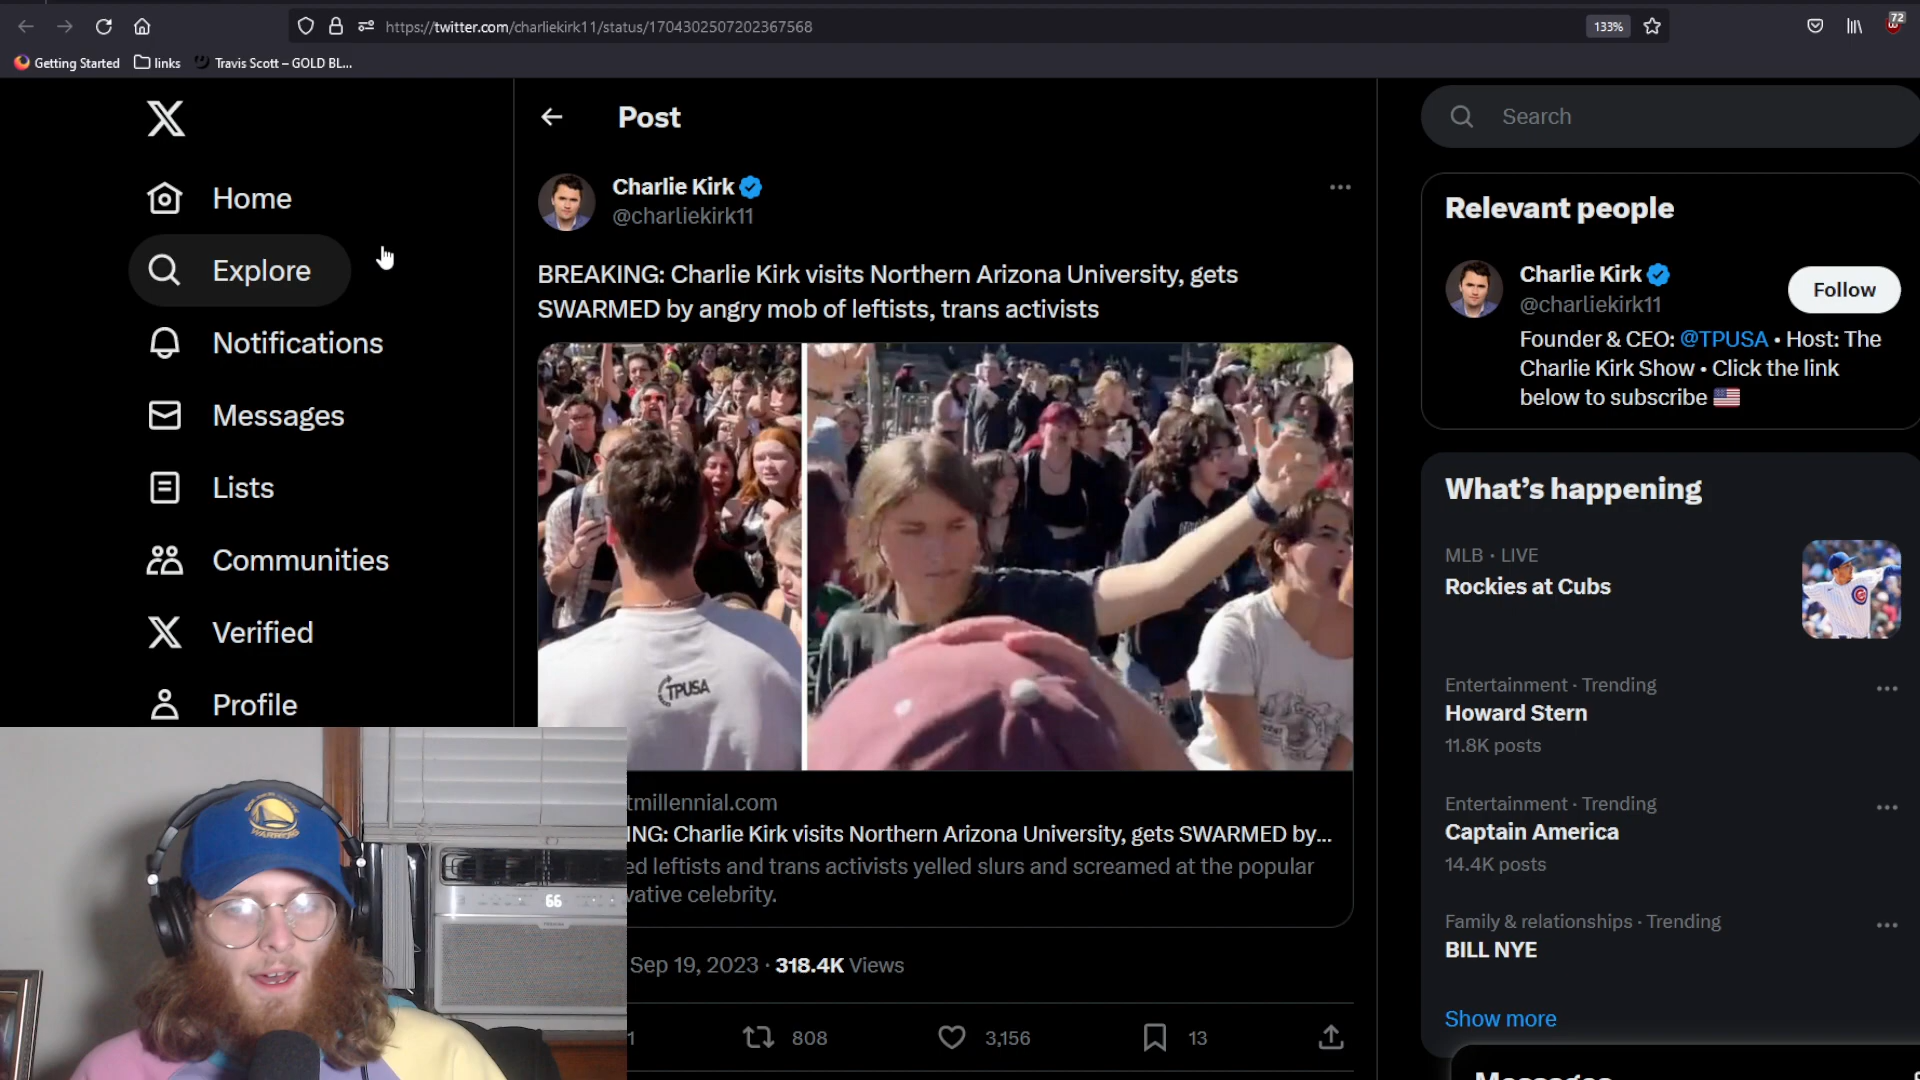 https://twitter.com/charliekirk11/status/1704302507202367568
133%
72
Getting Started
links
Travis Scott – GOLD BL...
Home
Explore
Notifications
Messages
Lists
Communities
Verified
Profile
Post
Charlie Kirk
@charliekirk11
BREAKING: Charlie Kirk visits Northern Arizona University, gets
SWARMED by angry mob of leftists, trans activists
TPUSA
tmillennial.com
ING: Charlie Kirk visits Northern Arizona University, gets SWARMED by...
ed leftists and trans activists yelled slurs and screamed at the popular
vative celebrity.
Sep 19, 2023 · 318.4K Views
1
808
3,156
13
Search
Relevant people
Charlie Kirk
@charliekirk11
Follow
Founder & CEO: @TPUSA • Host: The
Charlie Kirk Show • Click the link
below to subscribe 🇺🇸
What's happening
MLB · LIVE
Rockies at Cubs
Entertainment · Trending
Howard Stern
11.8K posts
Entertainment · Trending
Captain America
14.4K posts
Family & relationships · Trending
BILL NYE
Show more
Messages
GOLDEN STATE
WARRIORS
66